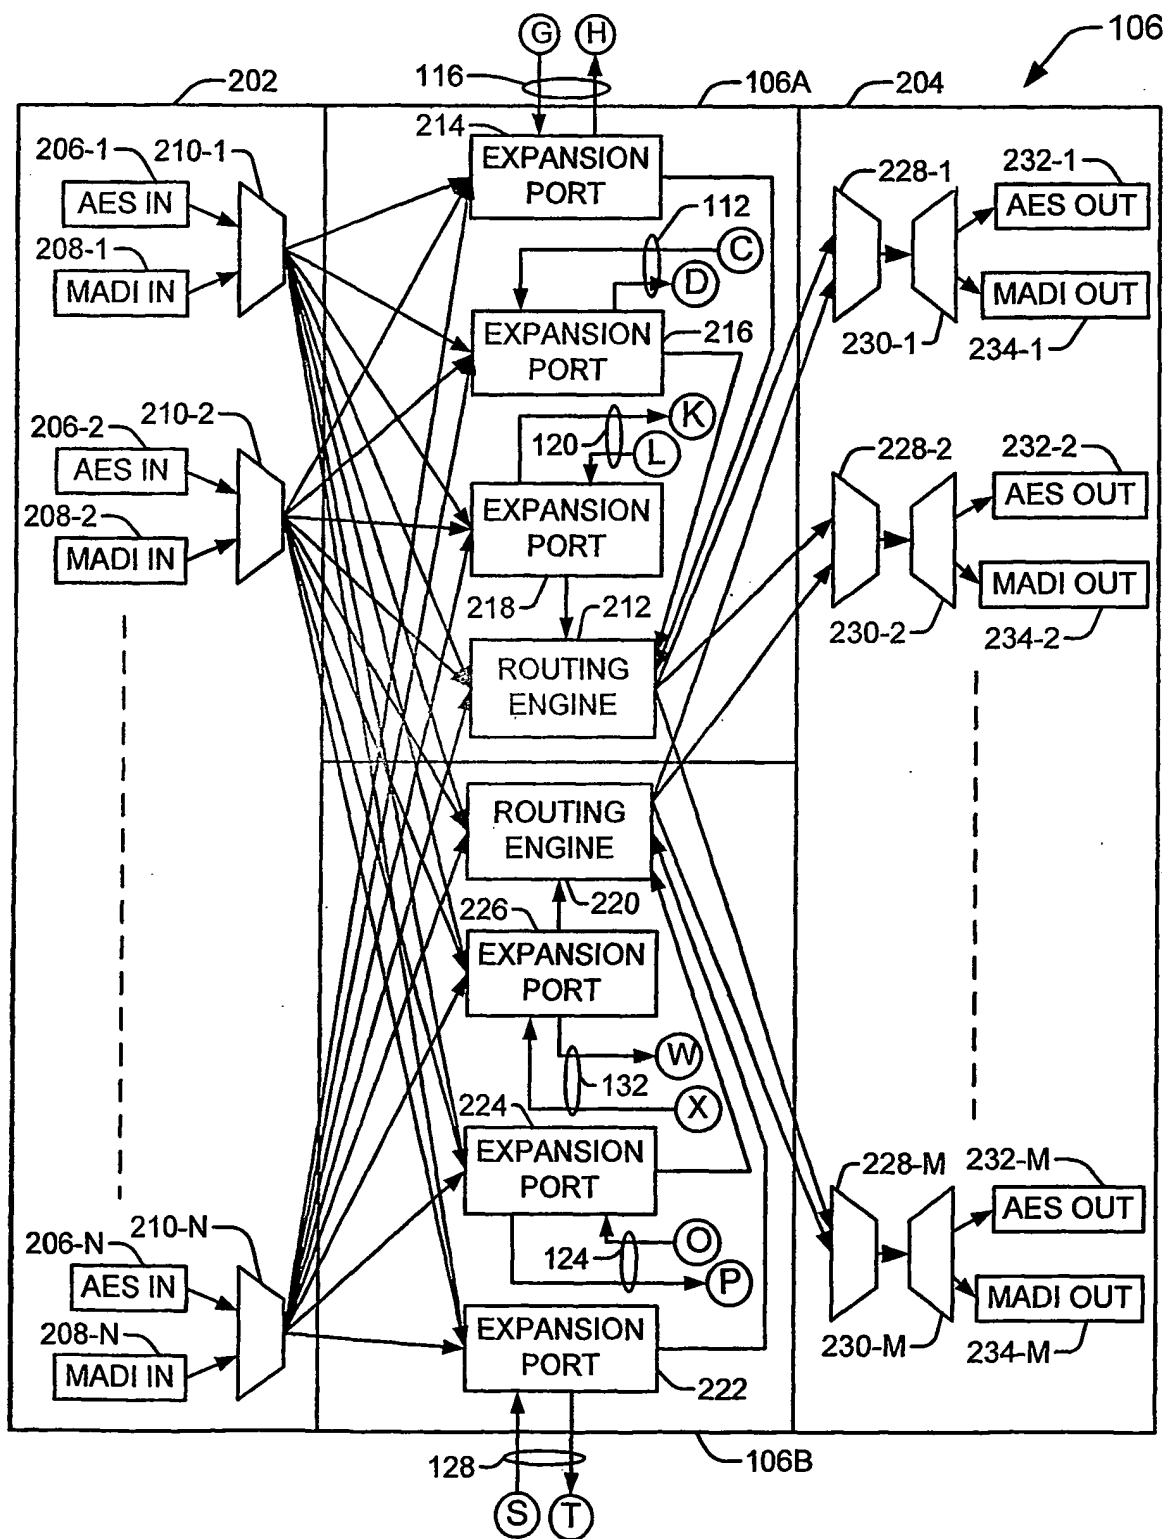 G
H
106
202
116
106A
204
214
EXPANSION
PORT
206-1
210-1
AES IN
208-1
MADI IN
228-1
232-1
AES OUT
MADI OUT
230-1
234-1
112
C
D
EXPANSION
PORT
216
206-2
210-2
AES IN
208-2
MADI IN
K
120
L
EXPANSION
PORT
218
212
228-2
232-2
AES OUT
MADI OUT
230-2
234-2
ROUTING
ENGINE
ROUTING
ENGINE
226
220
EXPANSION
PORT
W
132
X
224
EXPANSION
PORT
O
124
P
228-M
232-M
AES OUT
MADI OUT
230-M
234-M
206-N
210-N
AES IN
208-N
MADI IN
EXPANSION
PORT
222
128
106B
S
T